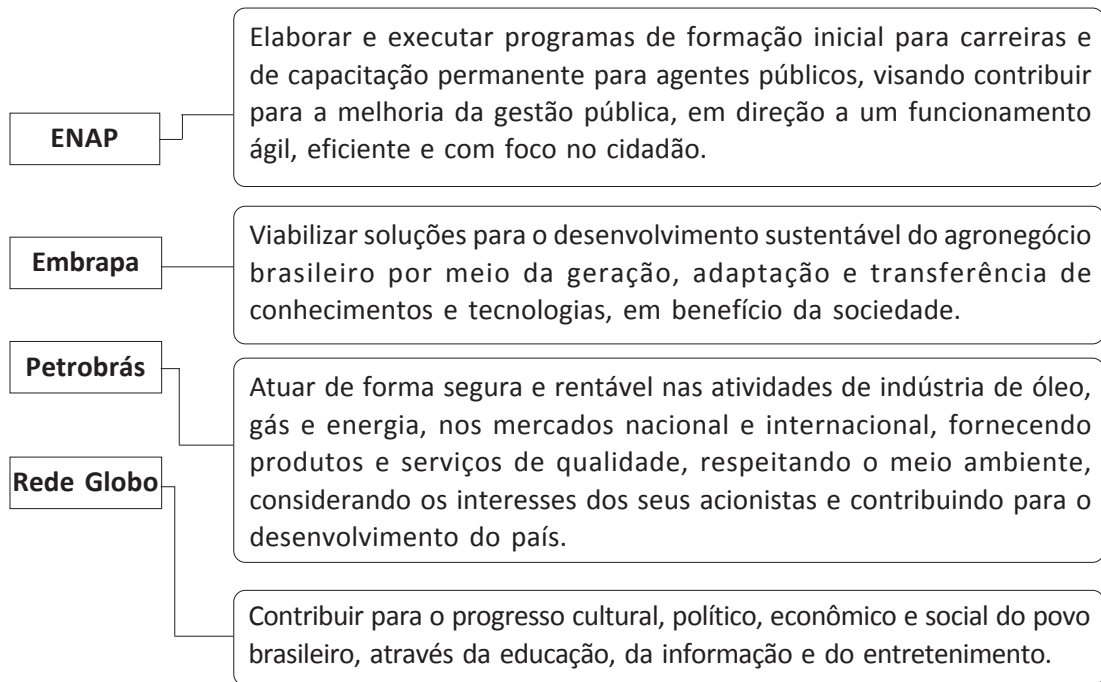 ENAP
Elaborar e executar programas de formação inicial para carreiras e
de capacitação permanente para agentes públicos, visando contribuir
para a melhoria da gestão pública, em direção a um funcionamento
ágil, eficiente e com foco no cidadão.
Embrapa
Viabilizar soluções para o desenvolvimento sustentável do agronegócio
brasileiro por meio da geração, adaptação e transferência de
conhecimentos e tecnologias, em benefício da sociedade.
Petrobrás
Atuar de forma segura e rentável nas atividades de indústria de óleo,
gás e energia, nos mercados nacional e internacional, fornecendo
produtos e serviços de qualidade, respeitando o meio ambiente,
considerando os interesses dos seus acionistas e contribuindo para o
desenvolvimento do país.
Rede Globo
Contribuir para o progresso cultural, político, econômico e social do povo
brasileiro, através da educação, da informação e do entretenimento.